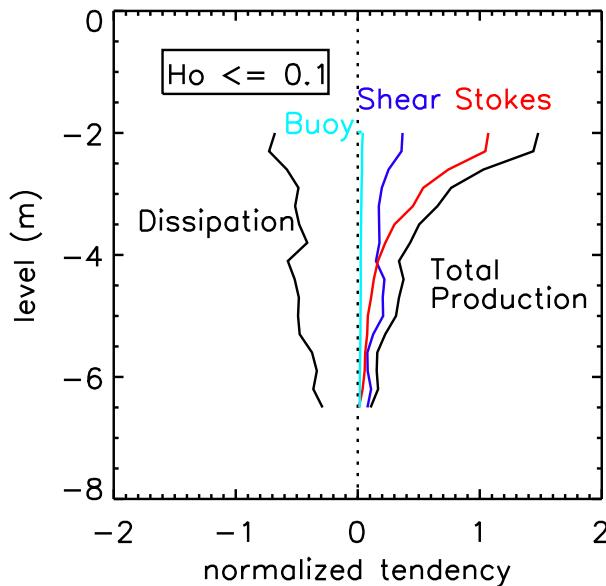 0
Ho <= 0.1
Shear Stokes
Buoy
−2
Dissipation
−4
Total
Production
−6
−8
level (m)
−2 −1 0 1 2
normalized tendency